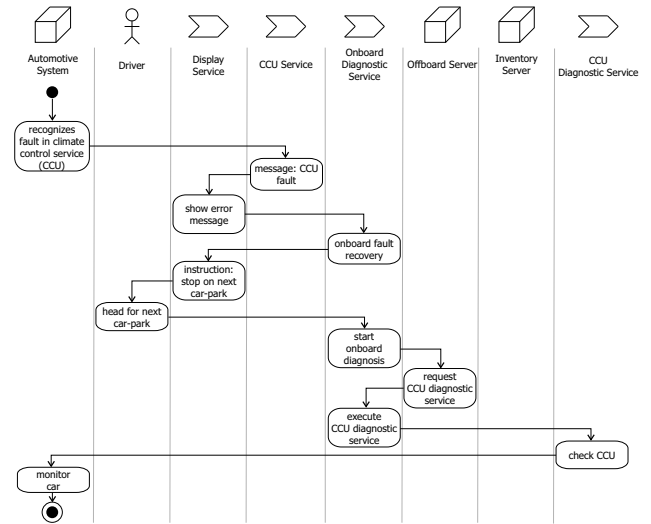 Automotive
System
Driver
Display
Service
CCU Service
Onboard
Diagnostic
Service
Offboard Server
Inventory
Server
CCU
Diagnostic Service
recognizes
fault in climate
control service
(CCU)
message: CCU
fault
show error
message
onboard fault
recovery
instruction:
stop on next
car-park
head for next
car-park
start
onboard
diagnosis
request
CCU diagnostic
service
execute
CCU diagnostic
service
check CCU
monitor
car